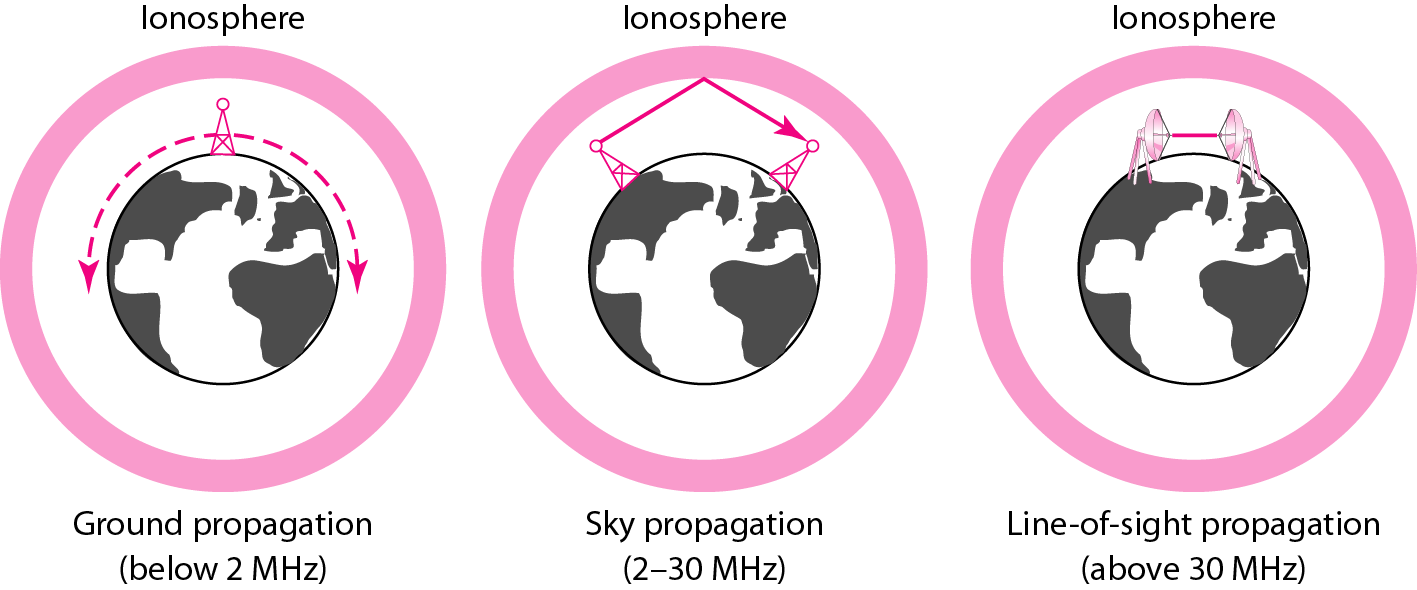 Ionosphere
Ionosphere
Ionosphere
Ground propagation
(below 2 MHz)
Sky propagation
(2–30 MHz)
Line-of-sight propagation
(above 30 MHz)